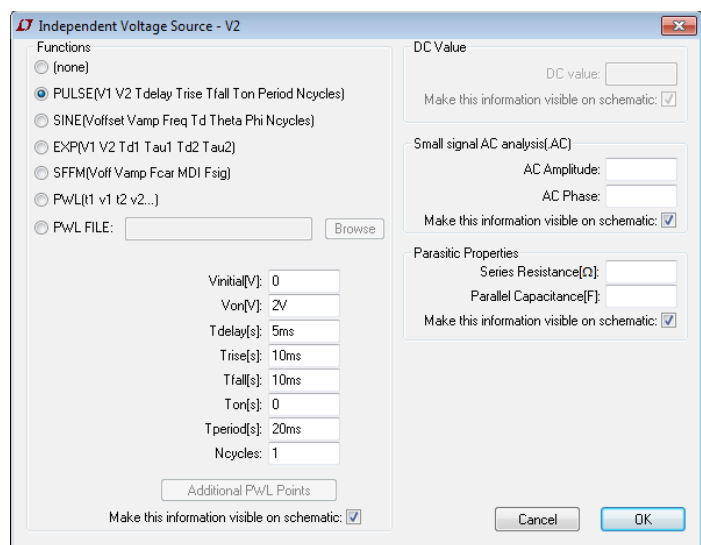 Independent Voltage Source - V2
Functions
(none)
PULSE(V1 V2 Tdelay Trise Tfall Ton Period Ncycles)
SINE(Voffset Vamp Freq Td Theta Phi Ncycles)
EXP(V1 V2 Td1 Tau1 Td2 Tau2)
SFFM(Voff Vamp Fcar MDI Fsig)
PWL(t1 v1 t2 v2...)
PWL FILE: Browse
Vinitial[V]: 0
Von[V]: 2V
Tdelay[s]: 5ms
Trise[s]: 10ms
Tfall[s]: 10ms
Ton[s]: 0
Tperiod[s]: 20ms
Ncycles: 1
Additional PWL Points
Make this information visible on schematic:
DC Value
DC value:
Make this information visible on schematic:
Small signal AC analysis(.AC)
AC Amplitude:
AC Phase:
Make this information visible on schematic:
Parasitic Properties
Series Resistance[Ω]:
Parallel Capacitance[F]:
Make this information visible on schematic:
Cancel OK